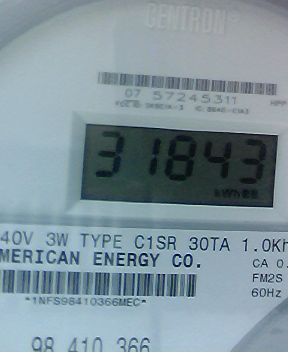 CENTRON®
07 57245311
31843
kWh
40V 3W TYPE C1SR 30TA 1.0Kh
MERICAN ENERGY CO.
CA 0.
FM2S
60Hz
*1NFS98410366MEC*
98 410 366